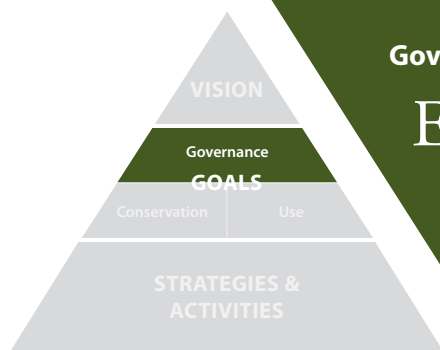 VISION
Governance
GOALS
Conservation
Use
STRATEGIES &
ACTIVITIES
Gov
E